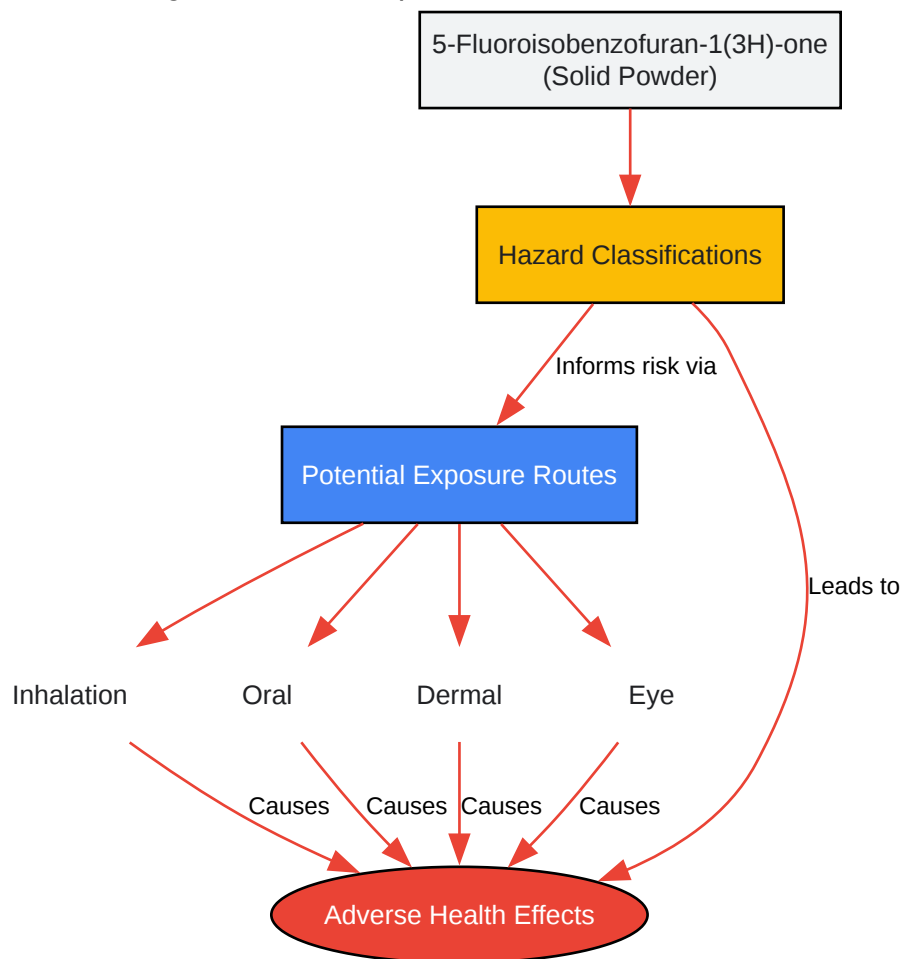 5-Fluoroisobenzofuran-1(3H)-one
(Solid Powder)
Hazard Classifications
Informs risk via
Potential Exposure Routes
Leads to
Inhalation
Oral
Dermal
Eye
Causes
Causes
Causes
Causes
Adverse Health Effects